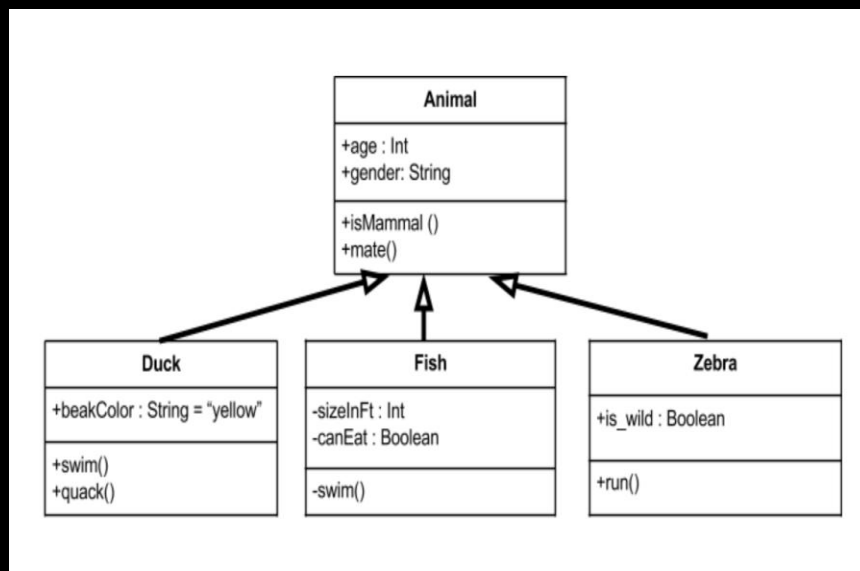 Animal
+age : Int
+gender: String
+isMammal ()
+mate()
Duck
+beakColor : String = “yellow”
+swim()
+quack()
Fish
-sizeInFt : Int
-canEat : Boolean
-swim()
Zebra
+is_wild : Boolean
+run()